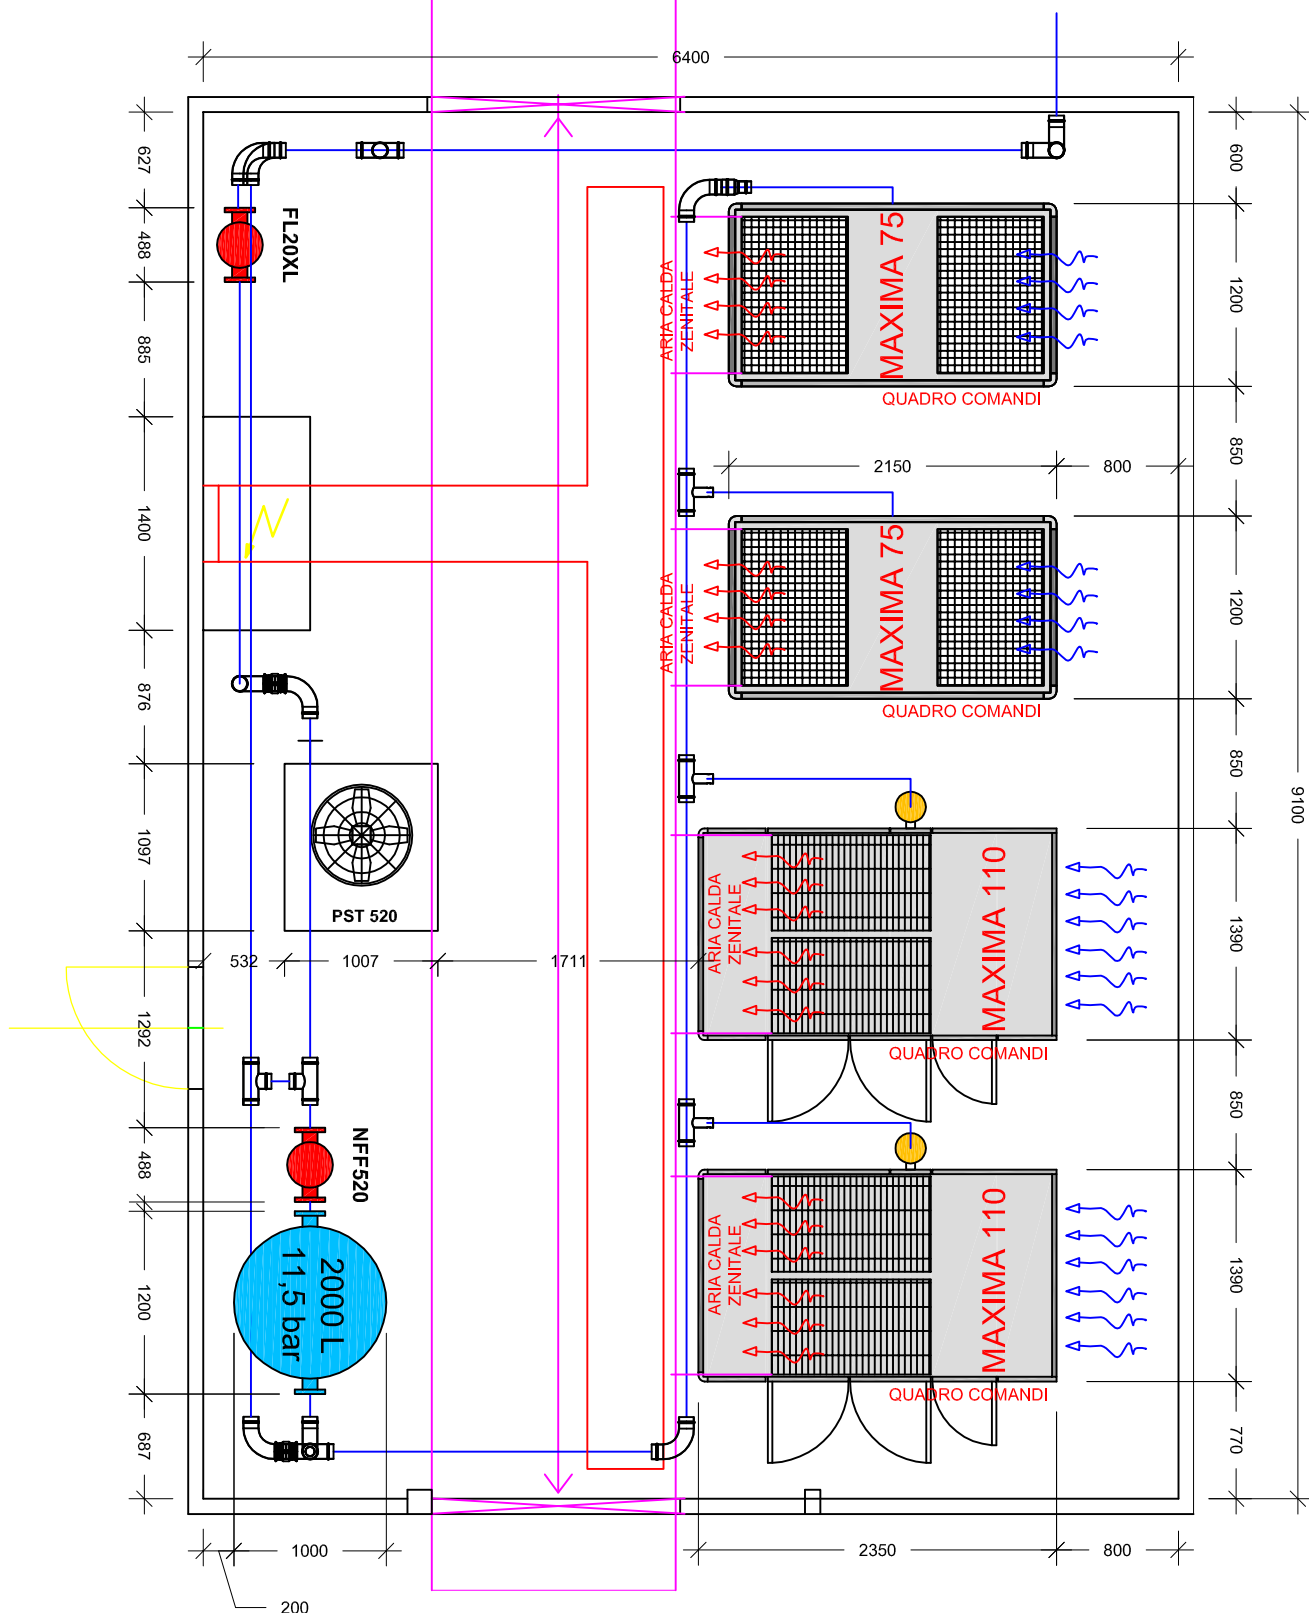 6400
627
600
FL20XL
488
MAXIMA 75
ARIA CALDA
ZENITALE
1200
885
QUADRO COMANDI
850
2150
800
1400
MAXIMA 75
ARIA CALDA
ZENITALE
1200
876
QUADRO COMANDI
850
9100
1097
PST 520
MAXIMA 110
ARIA CALDA
ZENITALE
1390
532
1007
1711
1292
QUADRO COMANDI
850
NFF520
488
2000 L
11,5 bar
MAXIMA 110
ARIA CALDA
ZENITALE
1390
1200
QUADRO COMANDI
687
770
1000
2350
800
200